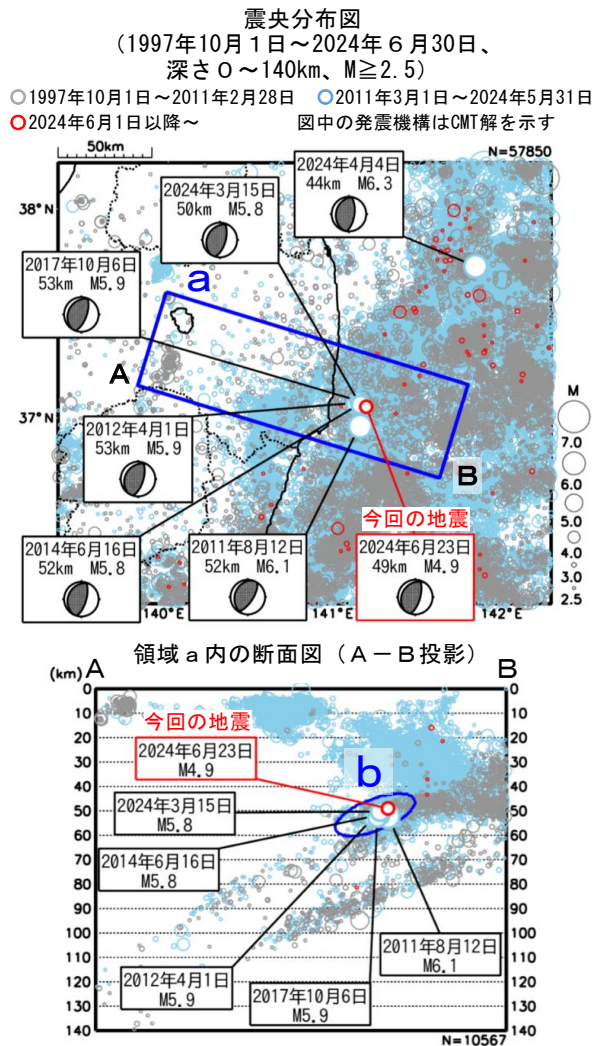 震央分布図
（1997年10月１日～2024年６月30日、
深さ０～140km、M≧2.5）
1997年10月1日～2011年2月28日
2011年3月1日～2024年5月31日
2024年6月1日以降～
図中の発震機構はCMT解を示す
50km
N=57850
38°N
37°N
2024年4月4日
44km M6.3
2024年3月15日
50km M5.8
2017年10月6日
53km M5.9
a
A
B
2012年4月1日
53km M5.9
2014年6月16日
52km M5.8
2011年8月12日
52km M6.1
今回の地震
2024年6月23日
49km M4.9
140°E
141°E
142°E
M
7.0
6.0
5.0
4.0
3.0
2.5
領域ａ内の断面図（Ａ－Ｂ投影）
(km)
A
B
0
10
20
30
40
50
60
70
80
90
100
110
120
130
140
今回の地震
2024年6月23日
M4.9
b
2024年3月15日
M5.8
2014年6月16日
M5.8
2012年4月1日
M5.9
2017年10月6日
M5.9
2011年8月12日
M6.1
0
10
20
30
40
50
60
70
80
90
100
110
120
130
140
N=10567